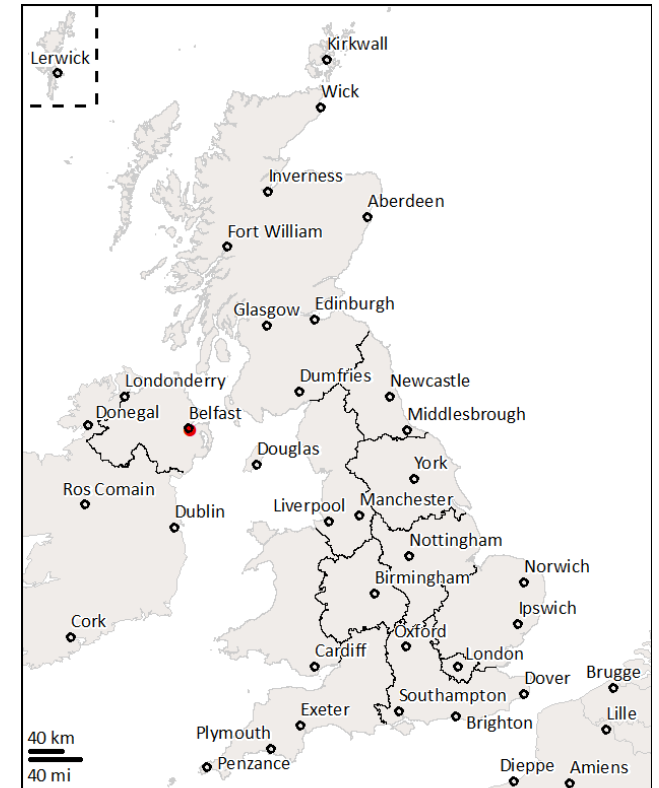 Kirkwall
Lerwick
Wick
Inverness
Aberdeen
Fort William
Glasgow
Edinburgh
Dumfries
Londonderry
Newcastle
Donegal
Belfast
Middlesbrough
Douglas
York
Ros Comain
Manchester
Liverpool
Dublin
Nottingham
Norwich
Birmingham
Ipswich
Cork
Oxford
Cardiff
London
Brugge
Dover
Southampton
Exeter
Lille
Brighton
Plymouth
40 km
Penzance
Dieppe
Amiens
40 mi